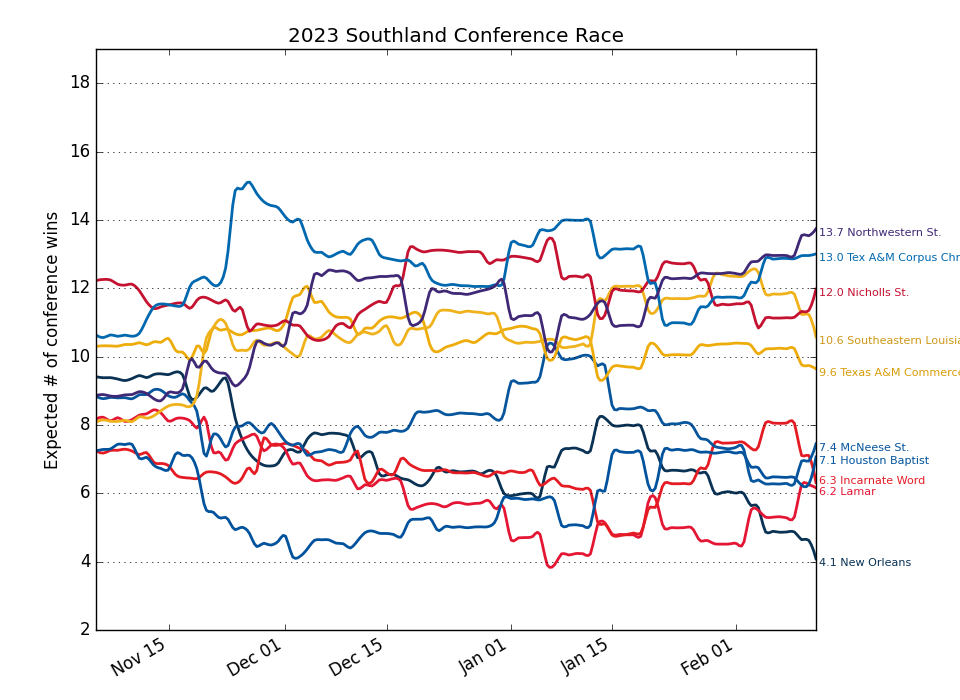 2023 Southland Conference Race
Expected # of conference wins
18
16
14
12
10
8
6
4
2
Nov 15
Dec 01
Dec 15
Jan 01
Jan 15
Feb 01
13.7 Northwestern St.
13.0 Tex A&M Corpus Chr
12.0 Nicholls St.
10.6 Southeastern Louisia
9.6 Texas A&M Commerce
7.4 McNeese St.
7.1 Houston Baptist
6.3 Incarnate Word
6.2 Lamar
4.1 New Orleans